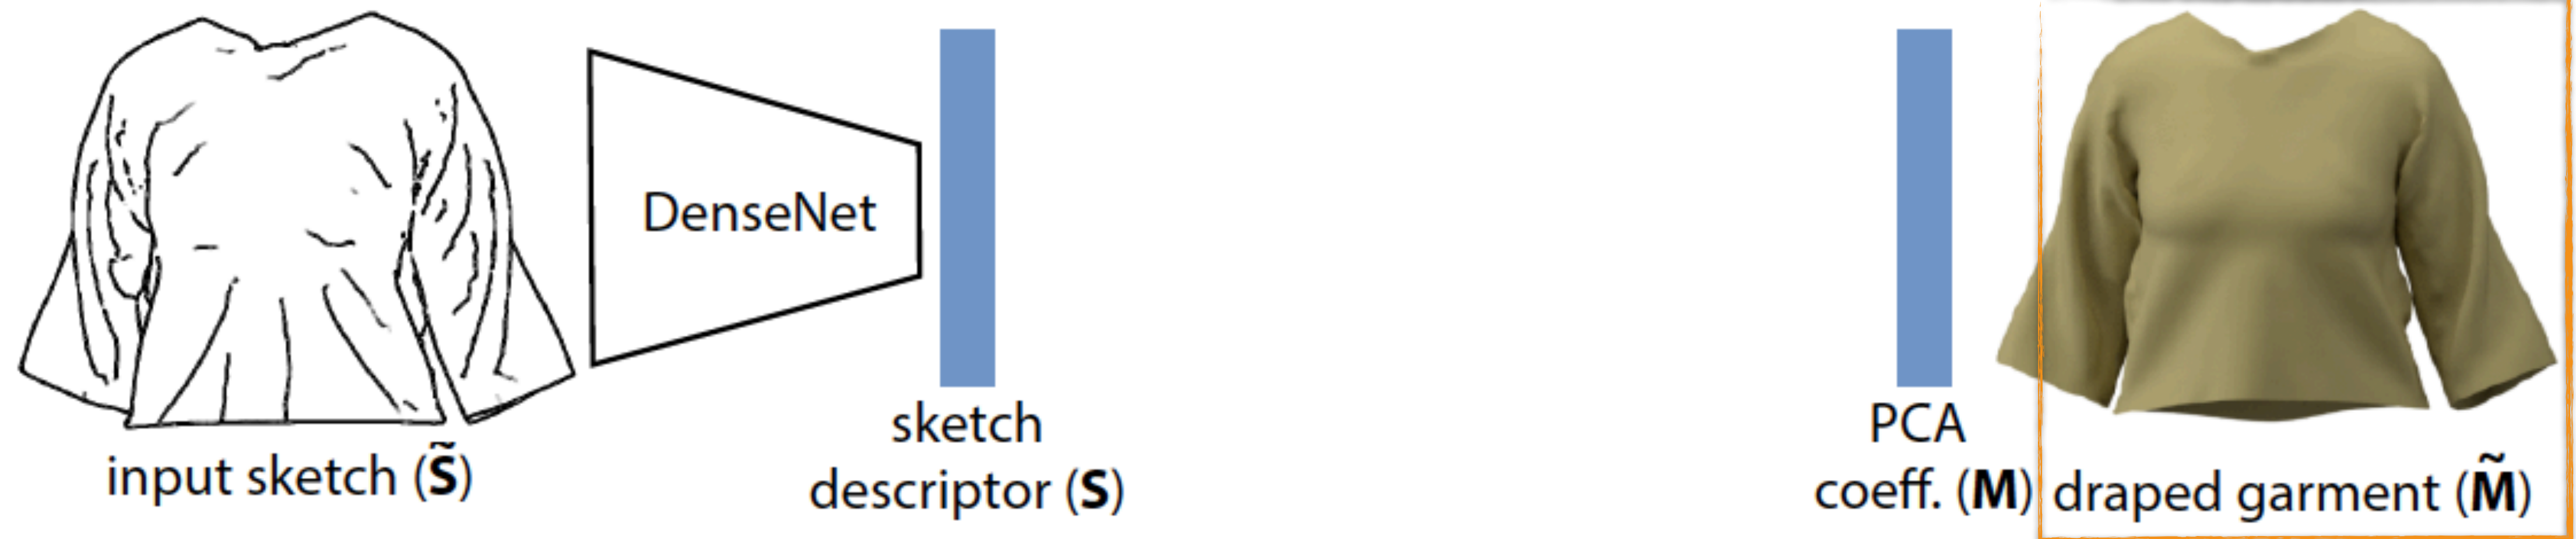 DenseNet
input sketch (S̃)
sketch
descriptor (S)
PCA
coeff. (M)
draped garment (M̃)